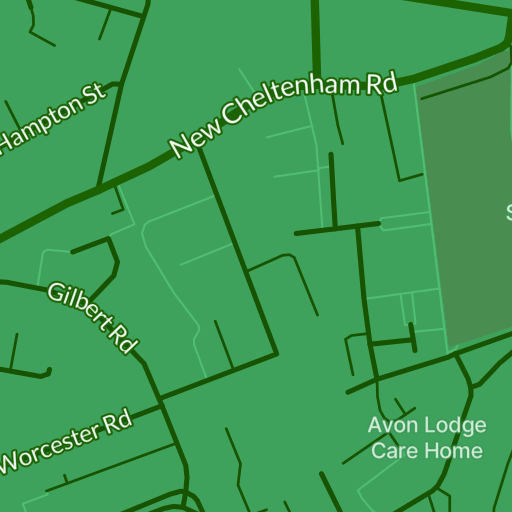 New Cheltenham Rd
Hampton St
S
Gilbert Rd
Worcester Rd
Avon Lodge
Care Home